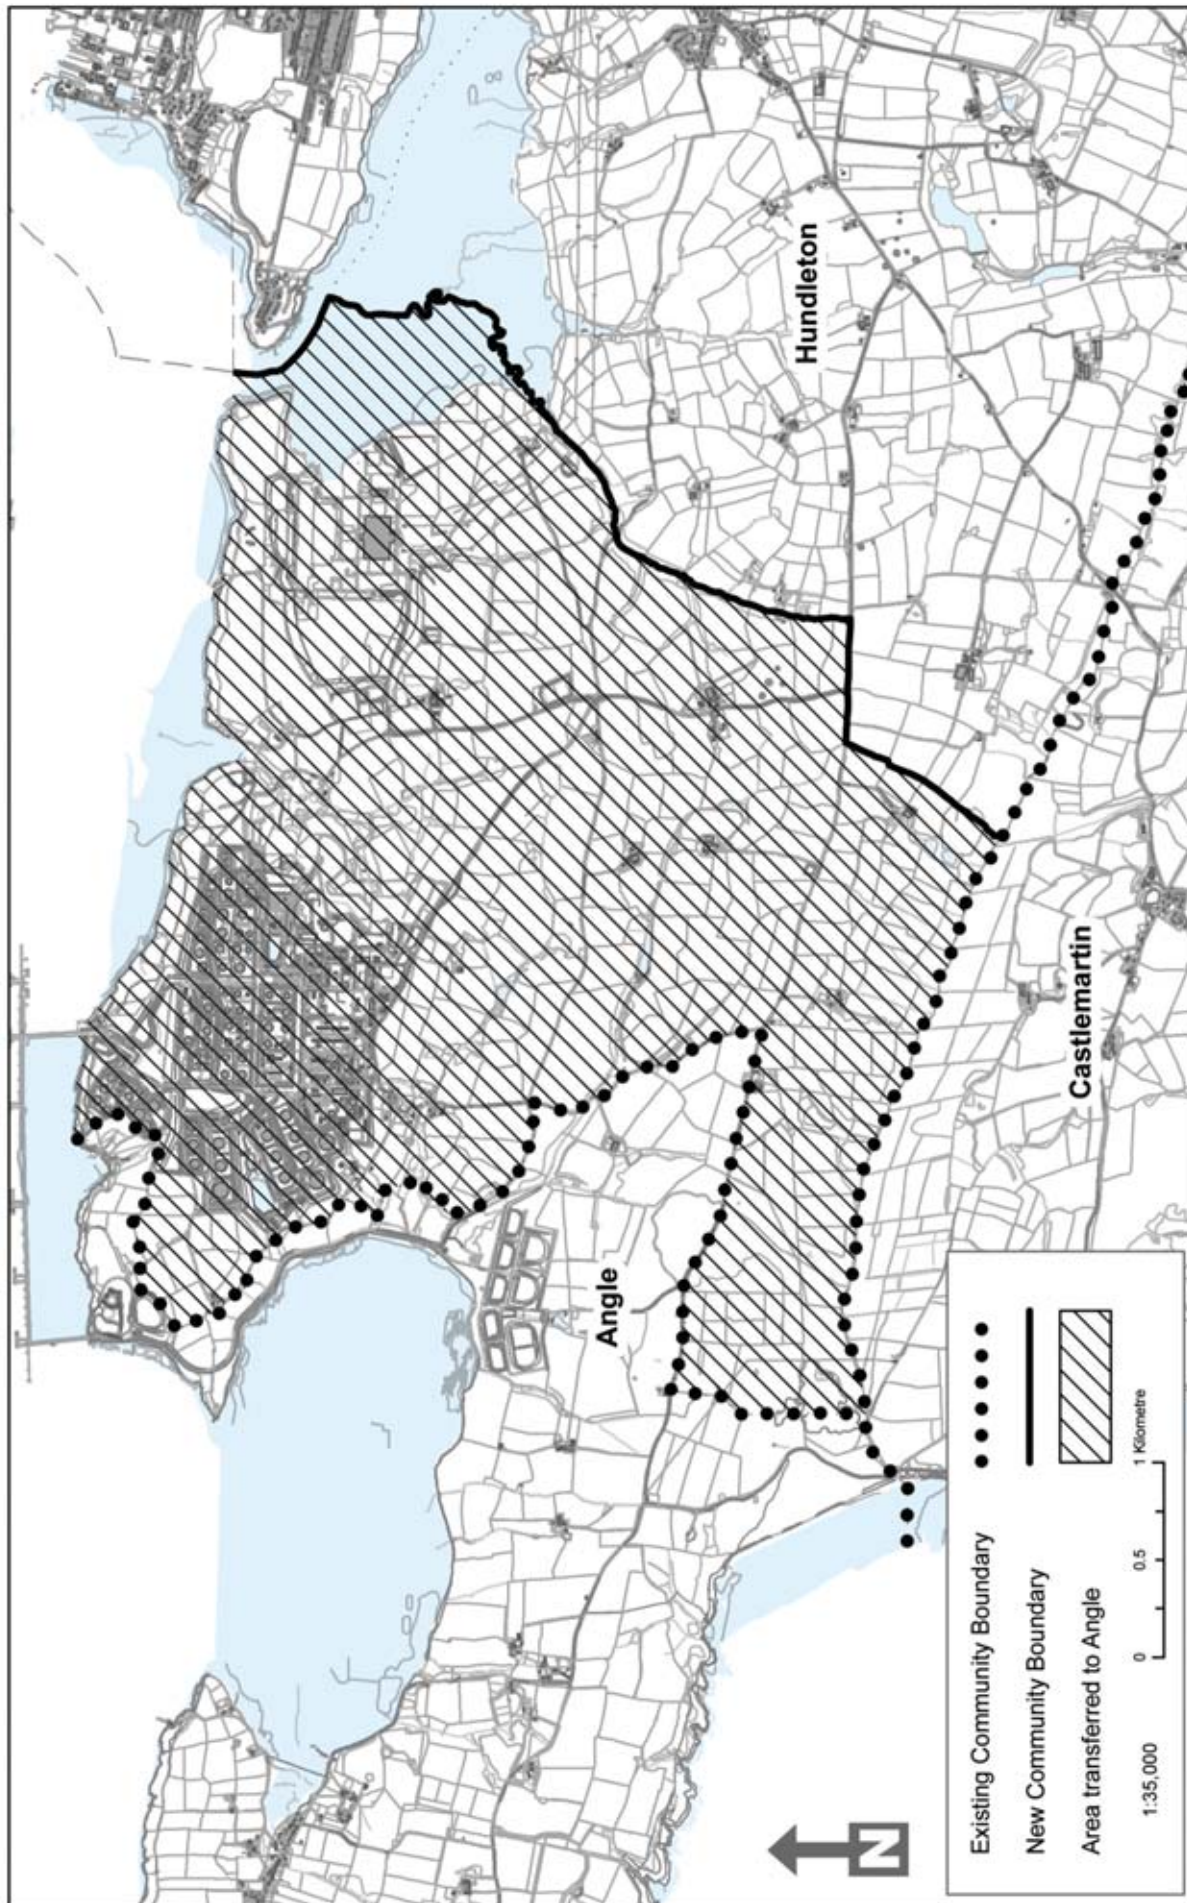 Hundleton
Angle
Castlemartin
Existing Community Boundary
New Community Boundary
Area transferred to Angle
1:35,000
0 0.5 1 Kilometre
N